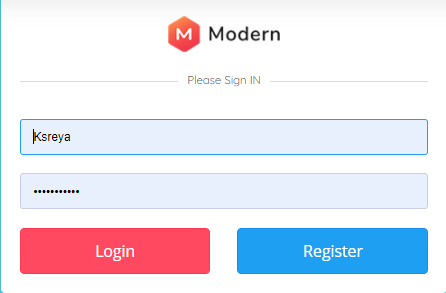 M Modern
Please Sign IN
Ksreya
•••••••••••
Login Register